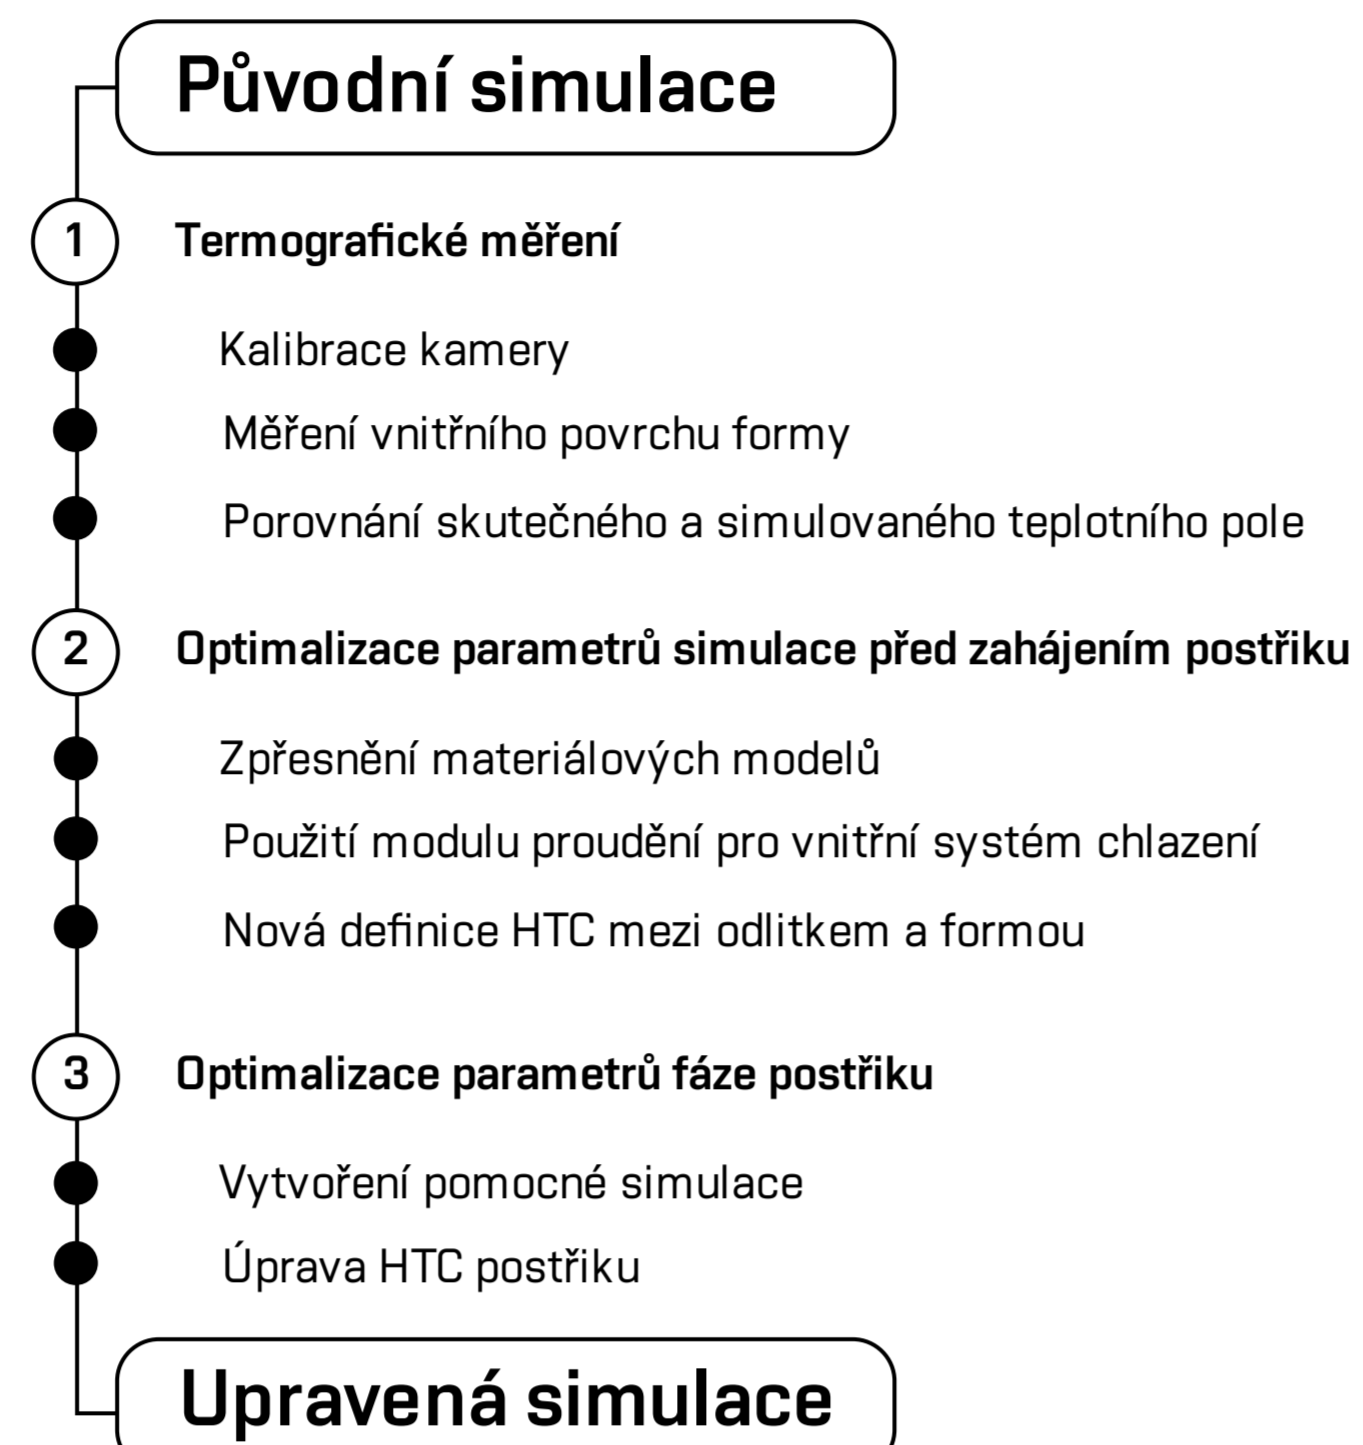 Původní simulace
1 Termografické měření
Kalibrace kamery
Měření vnitřního povrchu formy
Porovnání skutečného a simulovaného teplotního pole
2 Optimalizace parametrů simulace před zahájením postřiku
Zpřesnění materiálových modelů
Použití modulu proudění pro vnitřní systém chlazení
Nová definice HTC mezi odlitkem a formou
3 Optimalizace parametrů fáze postřiku
Vytvoření pomocné simulace
Úprava HTC postřiku
Upravená simulace